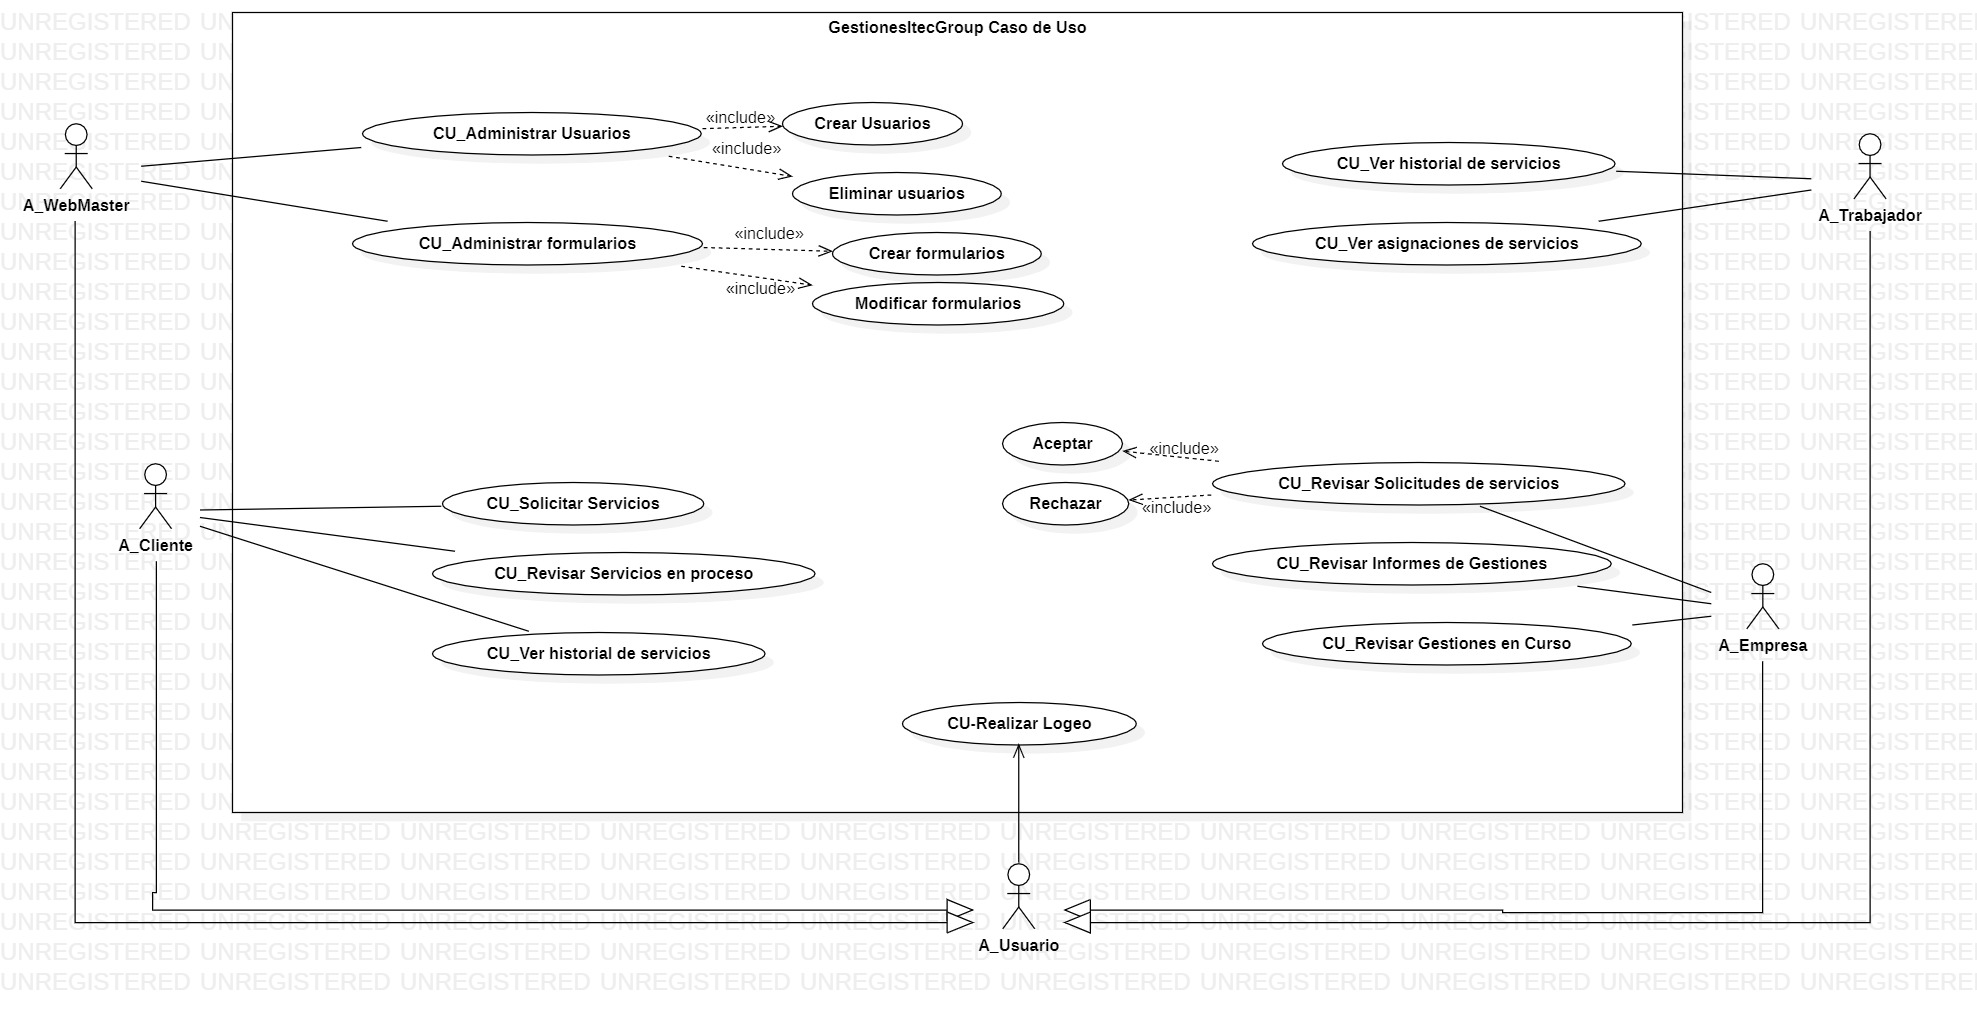 GestionesItecGroup Caso de Uso
A_WebMaster
CU_Administrar Usuarios
«include»
Crear Usuarios
«include»
Eliminar usuarios
CU_Administrar formularios
«include»
Crear formularios
«include»
Modificar formularios
CU_Ver historial de servicios
CU_Ver asignaciones de servicios
A_Trabajador
Aceptar
«include»
Rechazar
«include»
CU_Revisar Solicitudes de servicios
CU_Revisar Informes de Gestiones
CU_Revisar Gestiones en Curso
A_Empresa
A_Cliente
CU_Solicitar Servicios
CU_Revisar Servicios en proceso
CU_Ver historial de servicios
CU-Realizar Logeo
A_Usuario
UNREGISTERED UNREGISTERED UNREGISTERED UNREGISTERED UNREGISTERED UNREGISTERED UNREGISTERED UNREGISTERED UNREGISTERED